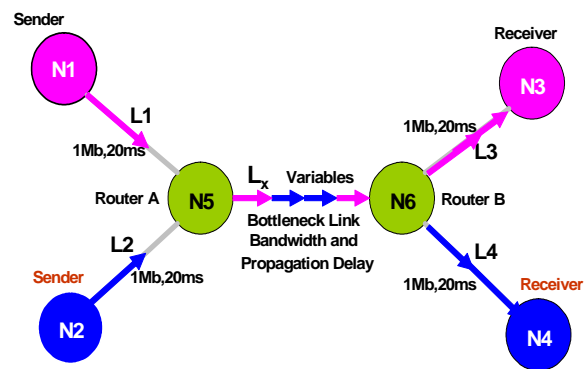 Sender
Receiver
N1
N3
L1
1Mb,20ms
1Mb,20ms
L3
Router A
N5
Lx
Variables
N6
Router B
Bottleneck Link
Bandwidth and
Propagation Delay
L2
L4
Sender
1Mb,20ms
1Mb,20ms
Receiver
N2
N4